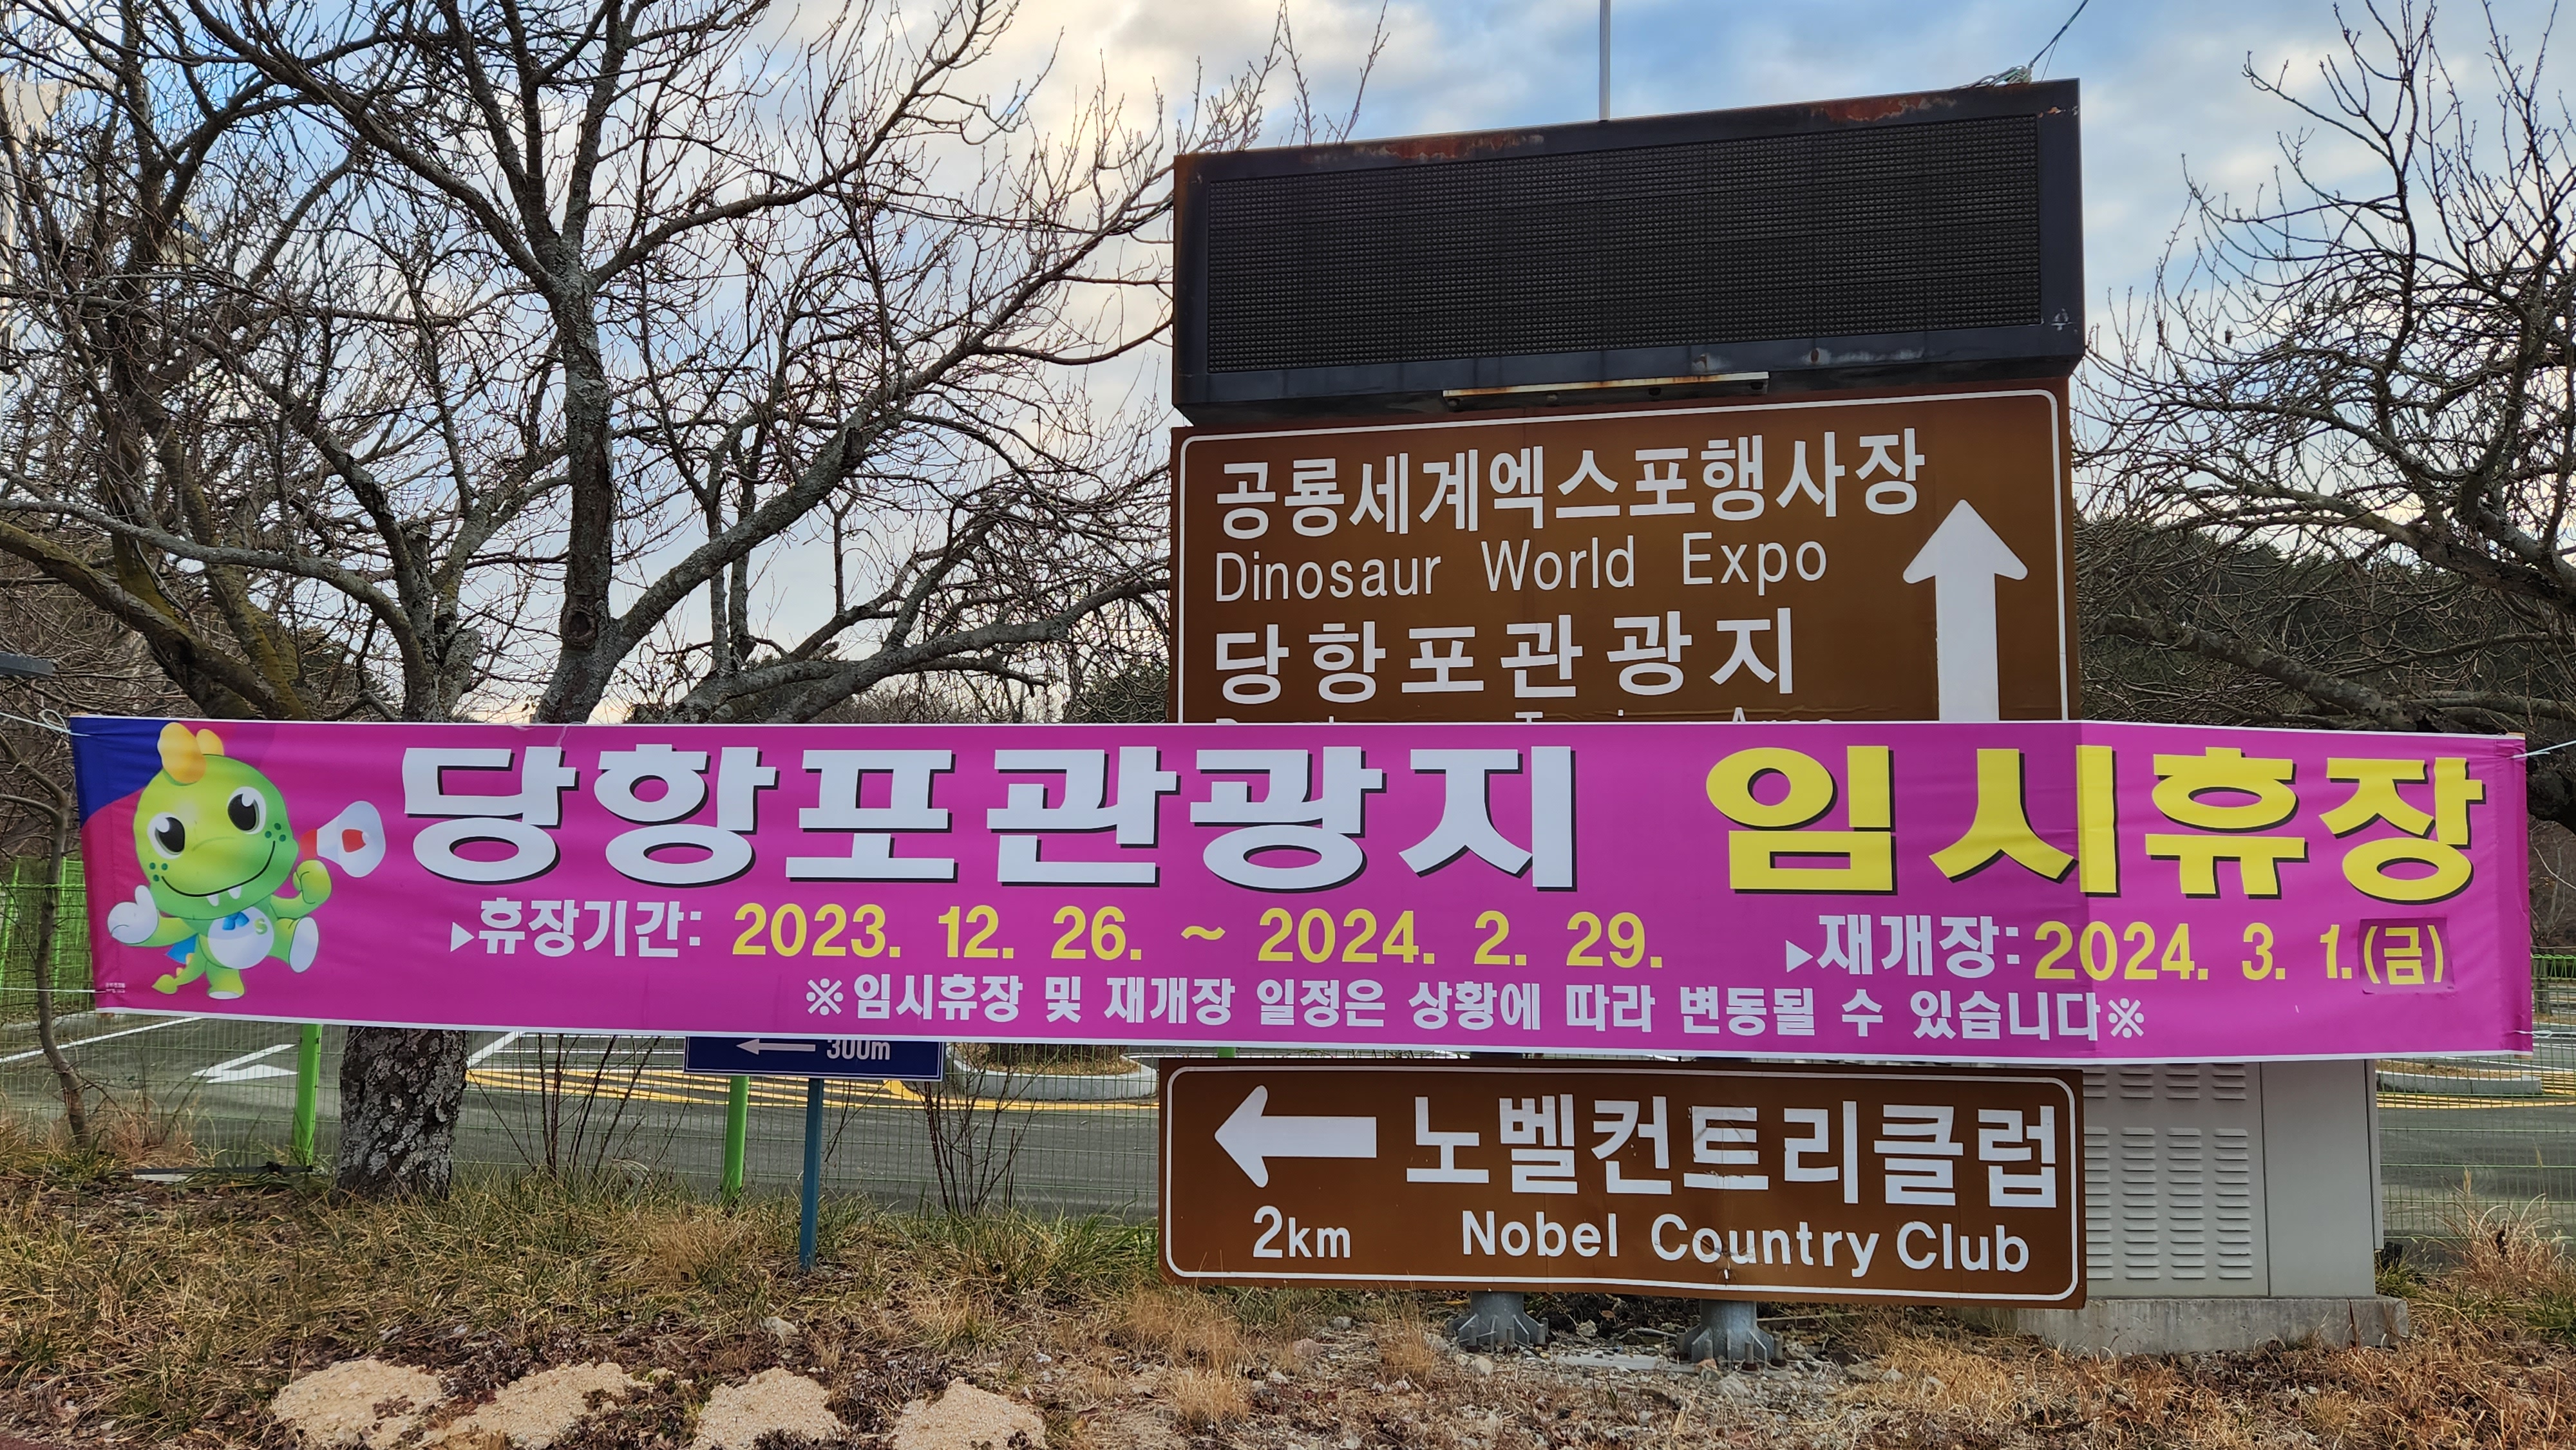 공룡세계엑스포행사장
Dinosaur World Expo
당항포관광지
당항포관광지 임시휴장
▶휴장기간: 2023. 12. 26. ~ 2024. 2. 29. ▶재개장: 2024. 3. 1.(금)
※임시휴장 및 재개장 일정은 상황에 따라 변동될 수 있습니다※
300m
노벨컨트리클럽
2km Nobel Country Club